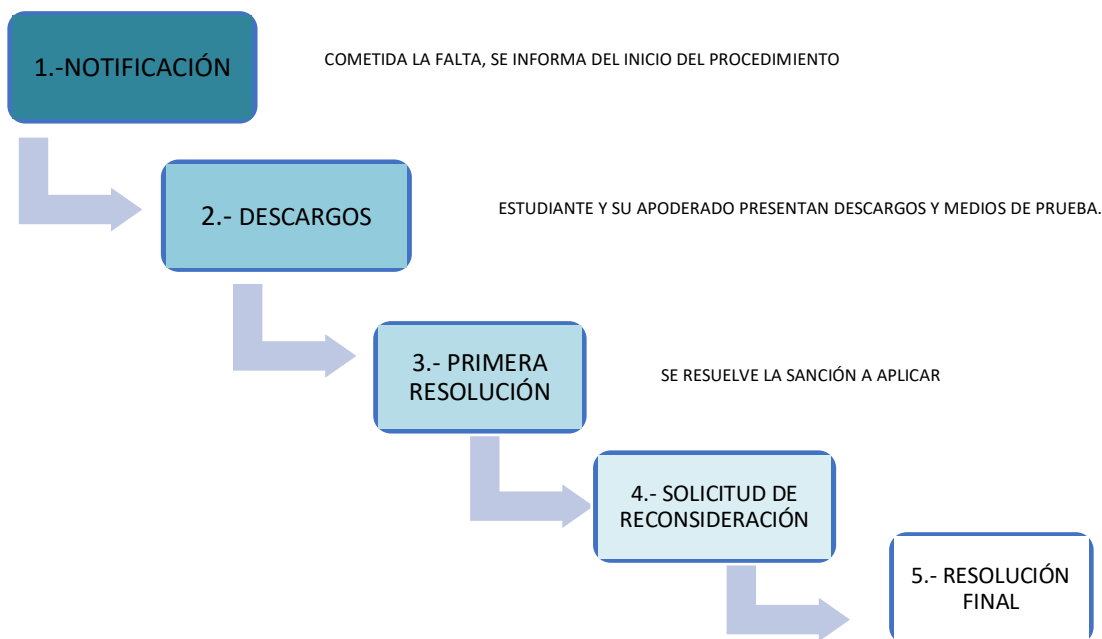 1.-NOTIFICACIÓN
COMETIDA LA FALTA, SE INFORMA DEL INICIO DEL PROCEDIMIENTO
2.- DESCARGOS
ESTUDIANTE Y SU APODERADO PRESENTAN DESCARGOS Y MEDIOS DE PRUEBA.
3.- PRIMERA
RESOLUCIÓN
SE RESUELVE LA SANCIÓN A APLICAR
4.- SOLICITUD DE
RECONSIDERACIÓN
5.- RESOLUCIÓN
FINAL